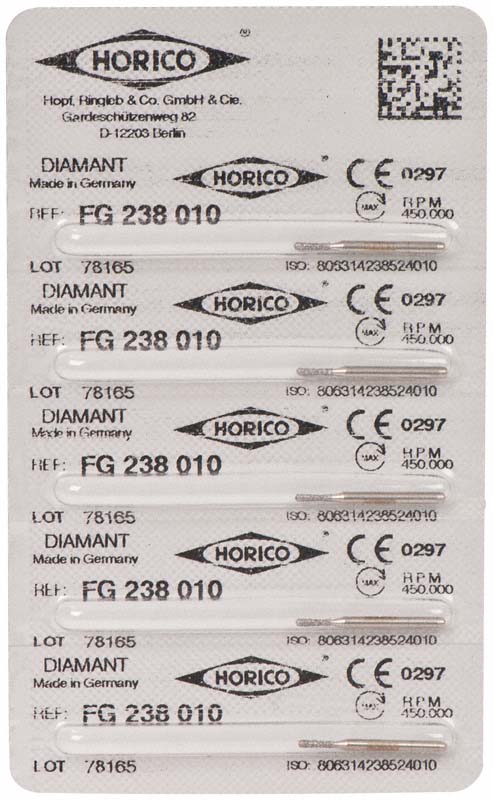 HORICO ®
Hopf, Ringleb & Co. GmbH & Cie.
Gardeschützenweg 82
D-12203 Berlin
DIAMANT
Made in Germany
HORICO ®
CE 0297
REF: FG 238 010
MAX RPM
450.000
LOT 78165 ISO: 806314238524010
DIAMANT
Made in Germany
HORICO ®
CE 0297
REF: FG 238 010
MAX RPM
450.000
LOT 78165 ISO: 806314238524010
DIAMANT
Made in Germany
HORICO ®
CE 0297
REF: FG 238 010
MAX RPM
450.000
LOT 78165 ISO: 806314238524010
DIAMANT
Made in Germany
HORICO ®
CE 0297
REF: FG 238 010
MAX RPM
450.000
LOT 78165 ISO: 806314238524010
DIAMANT
Made in Germany
HORICO ®
CE 0297
REF: FG 238 010
MAX RPM
450.000
LOT 78165 ISO: 806314238524010